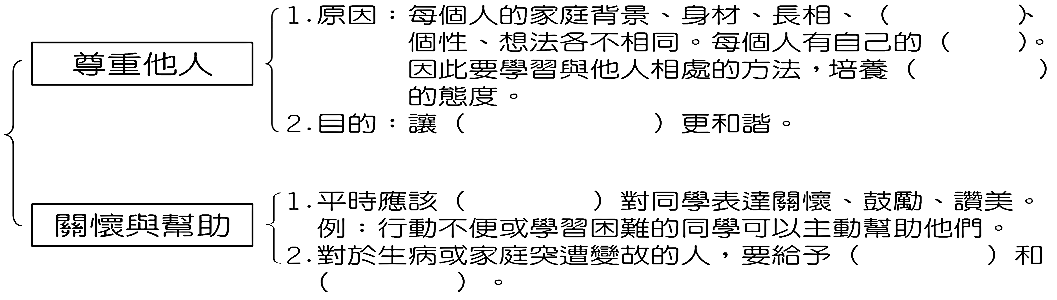 尊重他人
1.原因：每個人的家庭背景、身材、長相、（　　　　）、
個性、想法各不相同。每個人有自己的（　　　）。
因此要學習與他人相處的方法，培養（　　　　　）
的態度。
2.目的：讓（　　　　　　　　）更和諧。
關懷與幫助
1.平時應該（　　　　　）對同學表達關懷、鼓勵、讚美。
例：行動不便或學習困難的同學可以主動幫助他們。
2.對於生病或家庭突遭變故的人，要給予（　　　　　）和
（　　　　　）。